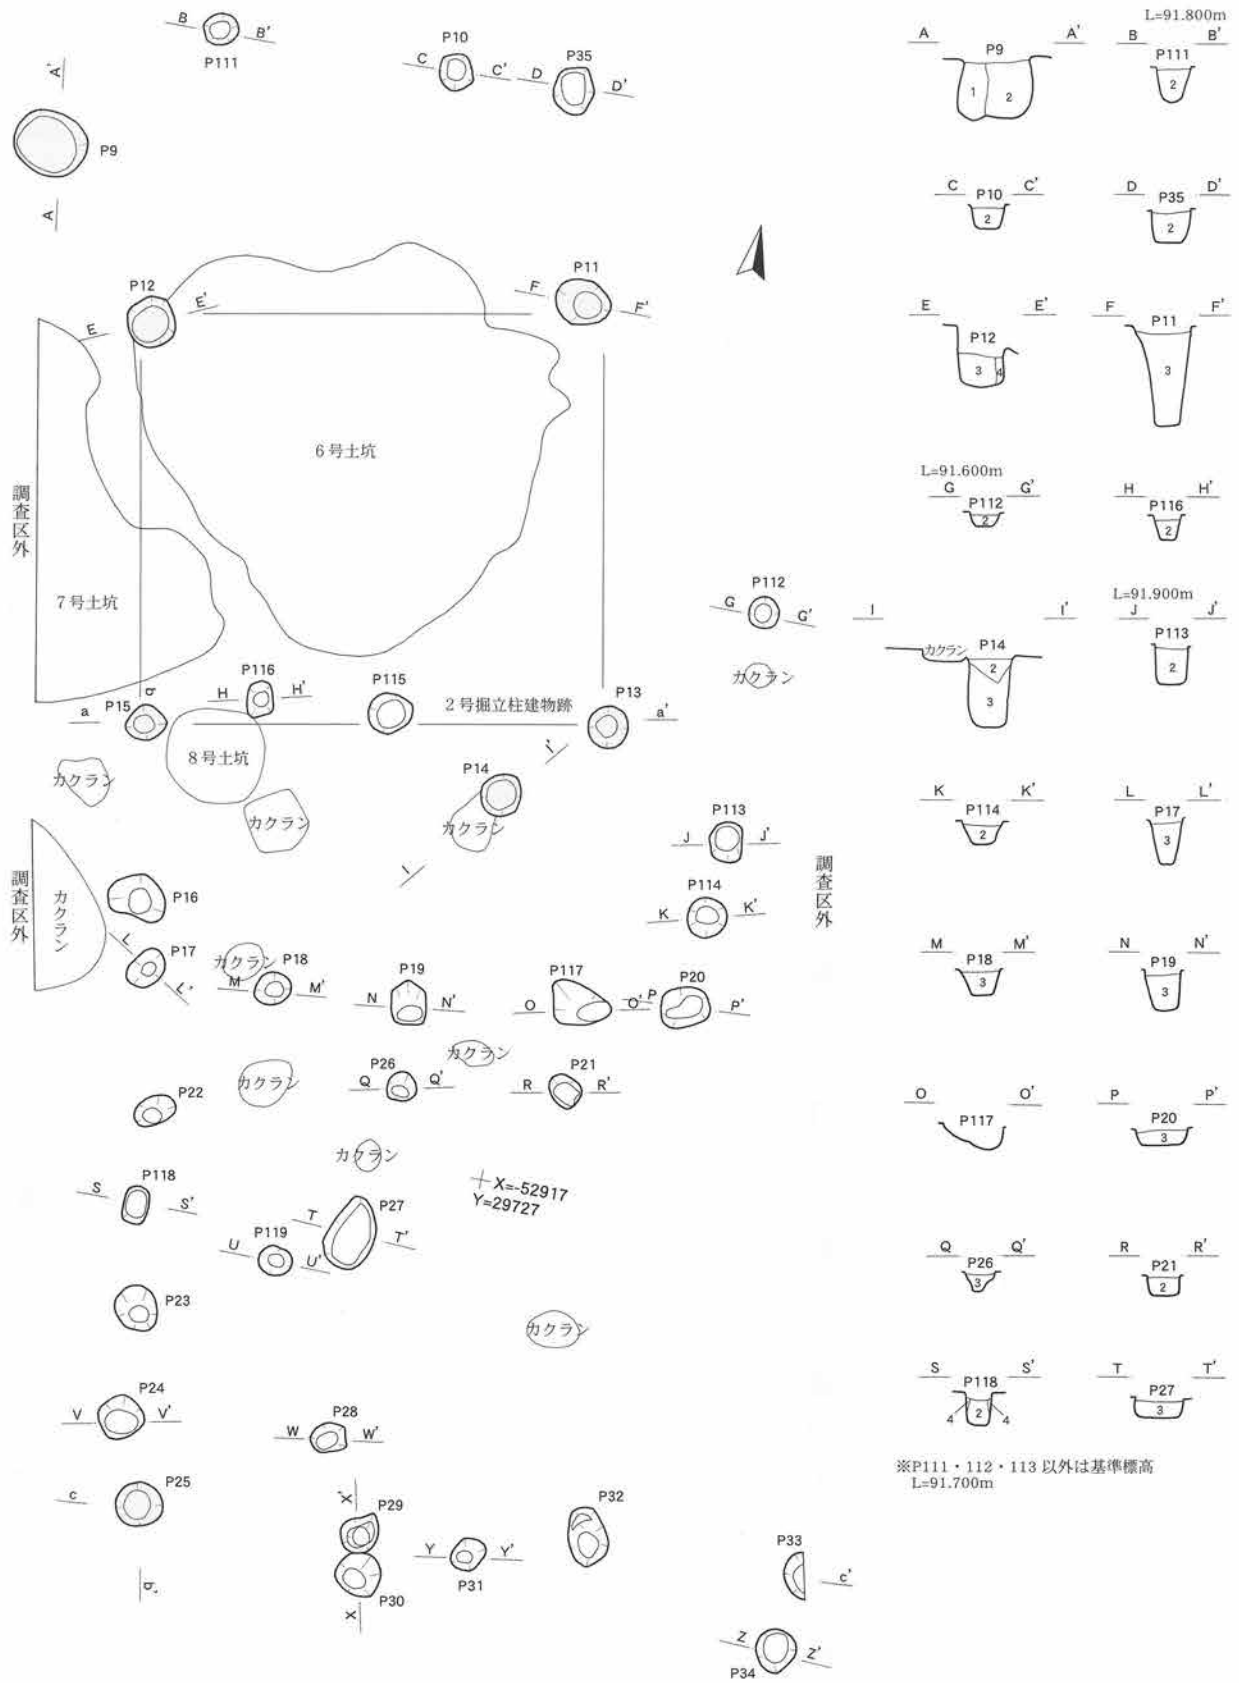 B B'
P111
A' A
P9
P10
C C'
P35
D D'
P12
E E'
P11
F F'
調査区外
6号土坑
7号土坑
P112
G G'
カクラン
P116
H H'
P115
2号掘立柱建物跡
P13
a P15 a'
b
8号土坑
カクラン
カクラン
P14
I' I
カクラン
P113
J J'
調査区外
調査区外
カクラン
P16
P114
K K'
P17
L L'
カクラン
P18
M M'
P19
N N'
P117
O O'
P20
P P'
カクラン
P26
Q Q'
P21
R R'
カクラン
P22
カクラン
P118
S S'
P27
T T'
X=-52917
Y=29727
P119
U U'
P23
カクラン
P24
V V'
P28
W W'
P25
c
b'
X' X
P29
P30
Y Y'
P31
P32
P33
c'
Z Z'
P34
L=91.800m
A P9 A'
1 2
B P111 B'
2
C P10 C'
2
D P35 D'
2
E P12 E'
3 4
F P11 F'
3
L=91.600m
G P112 G'
2
H P116 H'
2
L=91.900m
I I'
カクラン P14
2
3
J P113 J'
2
K P114 K'
2
L P17 L'
3
M P18 M'
3
N P19 N'
3
O P117 O'
P P20 P'
3
Q P26 Q'
3
R P21 R'
2
S P118 S'
4 2 4
T P27 T'
3
※P111・112・113 以外は基準標高
L=91.700m